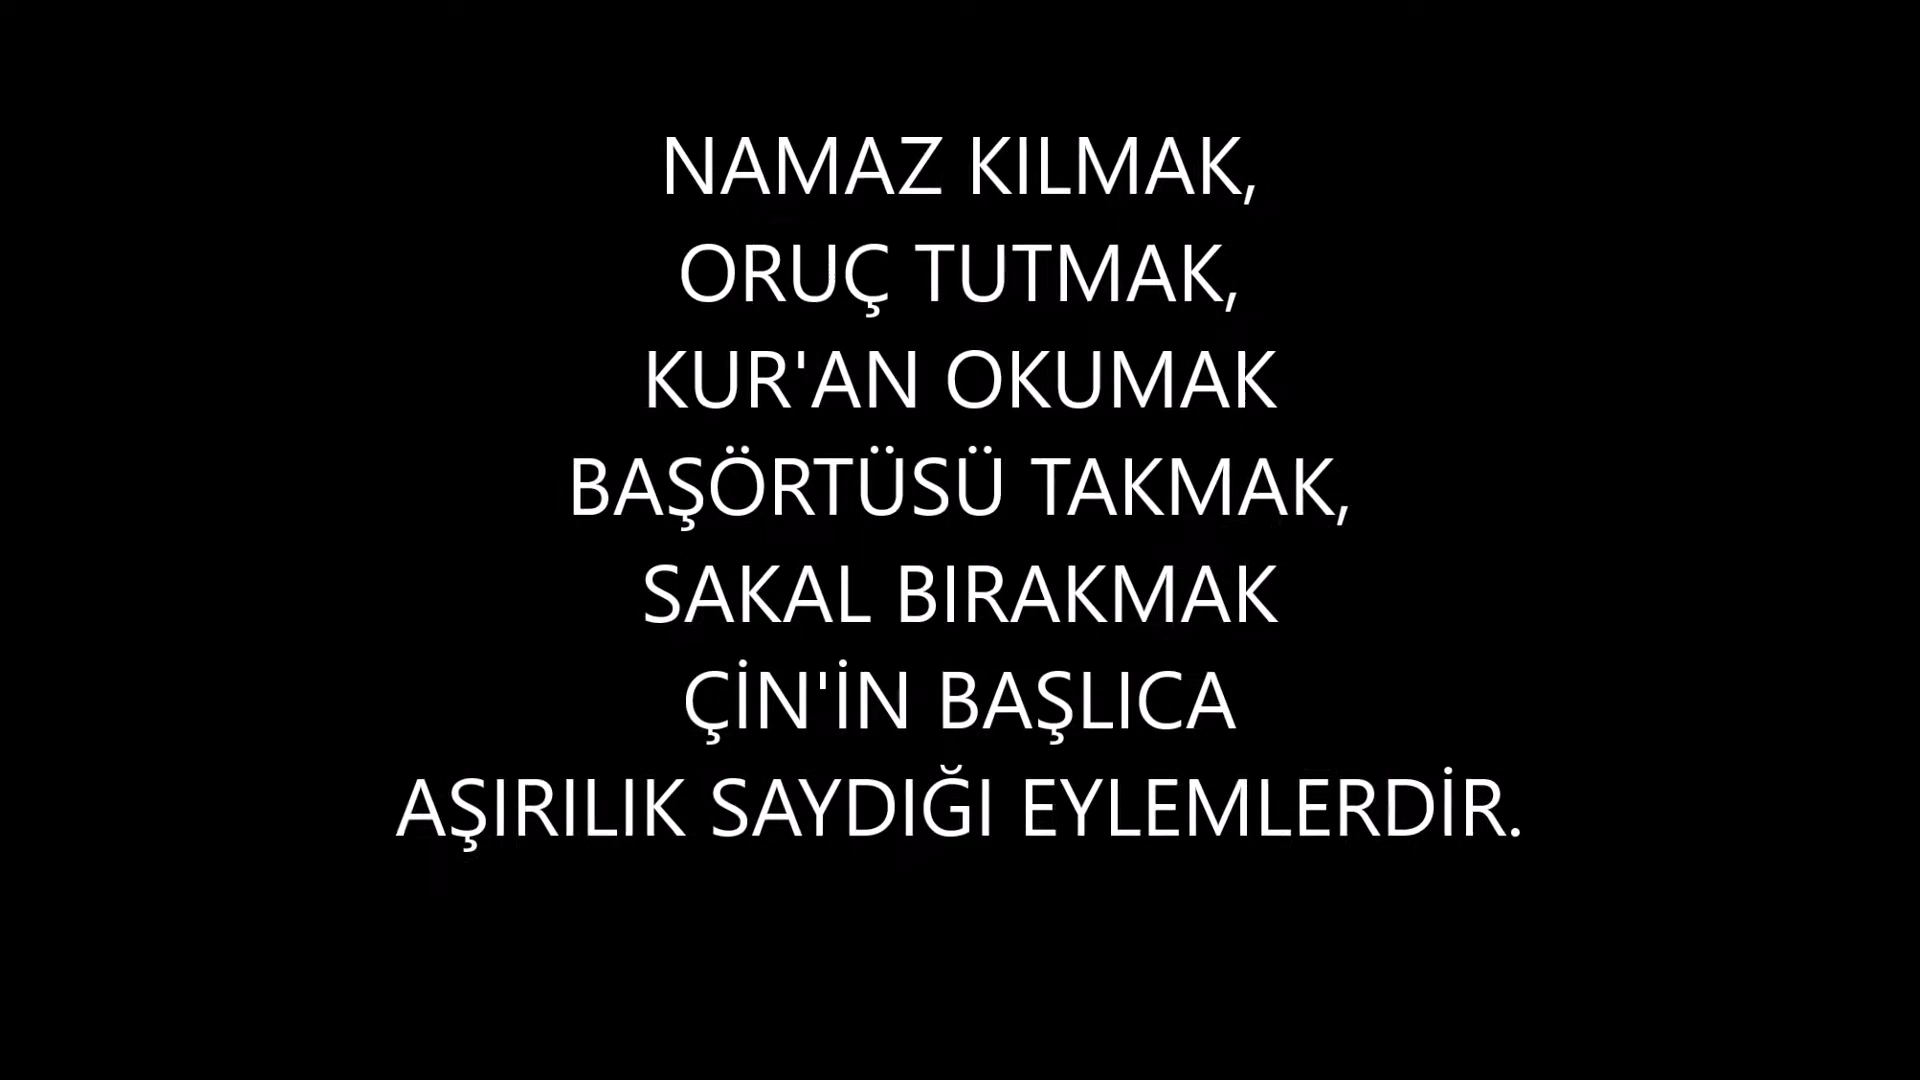 NAMAZ KILMAK,
ORUÇ TUTMAK,
KUR'AN OKUMAK
BAŞÖRTÜSÜ TAKMAK,
SAKAL BIRAKMAK
ÇİN'İN BAŞLICA
AŞIRILIK SAYDIĞI EYLEMLERDİR.